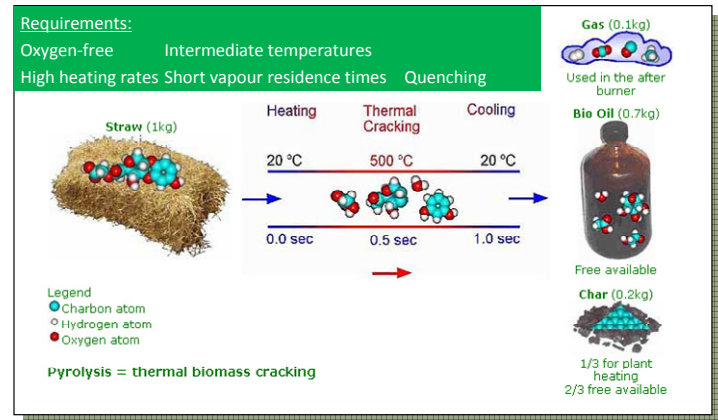 Requirements:
Oxygen-free Intermediate temperatures
High heating rates Short vapour residence times Quenching
Gas (0.1kg)
Used in the after
burner
Straw (1kg)
Heating Thermal Cooling
Cracking
20 °C 500 °C 20 °C
0.0 sec 0.5 sec 1.0 sec
Bio Oil (0.7kg)
Free available
Legend
Charbon atom
Hydrogen atom
Oxygen atom
Char (0.2kg)
1/3 for plant
heating
2/3 free available
Pyrolysis = thermal biomass cracking